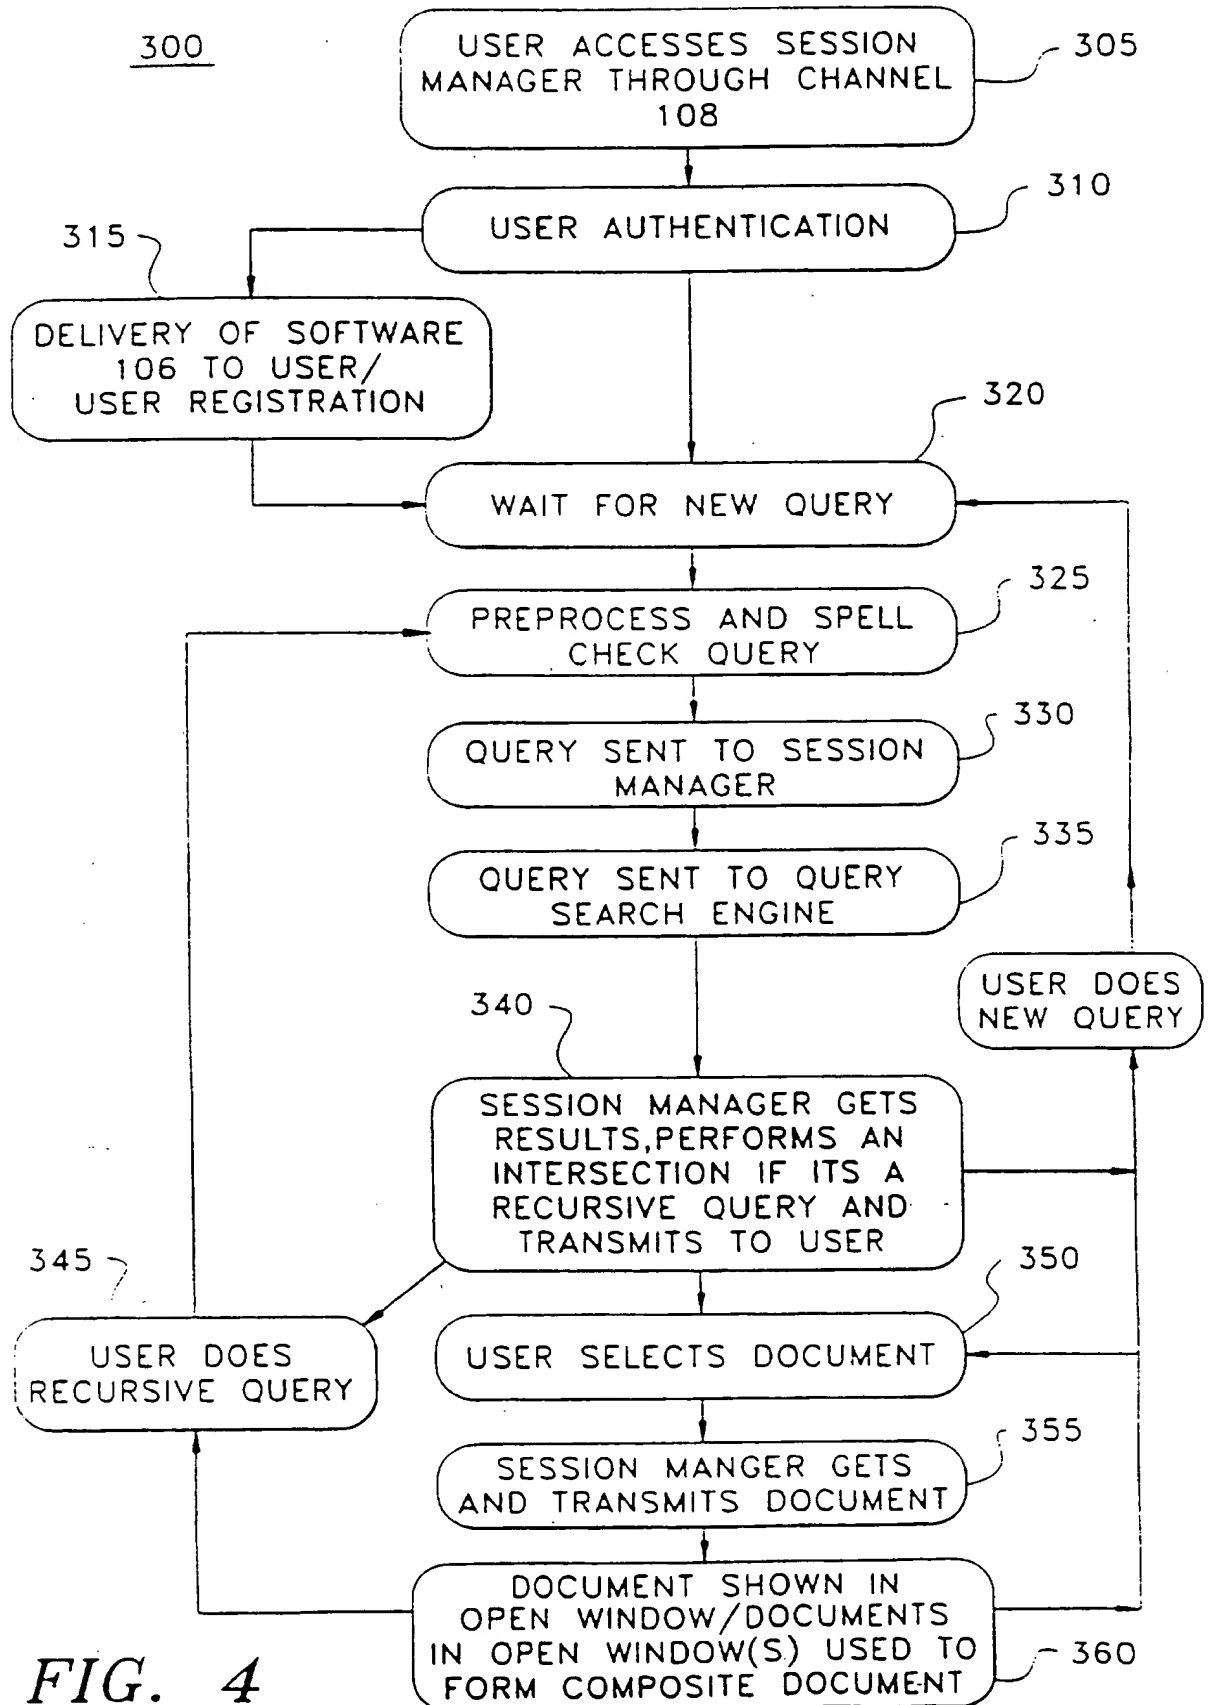 300
USER ACCESSES SESSION
MANAGER THROUGH CHANNEL
108
305
USER AUTHENTICATION
310
315
DELIVERY OF SOFTWARE
106 TO USER/
USER REGISTRATION
320
WAIT FOR NEW QUERY
325
PREPROCESS AND SPELL
CHECK QUERY
330
QUERY SENT TO SESSION
MANAGER
335
QUERY SENT TO QUERY
SEARCH ENGINE
USER DOES
NEW QUERY
340
SESSION MANAGER GETS
RESULTS,PERFORMS AN
INTERSECTION IF ITS A
RECURSIVE QUERY AND
TRANSMITS TO USER
345
USER DOES
RECURSIVE QUERY
350
USER SELECTS DOCUMENT
355
SESSION MANGER GETS
AND TRANSMITS DOCUMENT
DOCUMENT SHOWN IN
OPEN WINDOW/DOCUMENTS
IN OPEN WINDOW(S) USED TO
FORM COMPOSITE DOCUMENT
360
FIG. 4